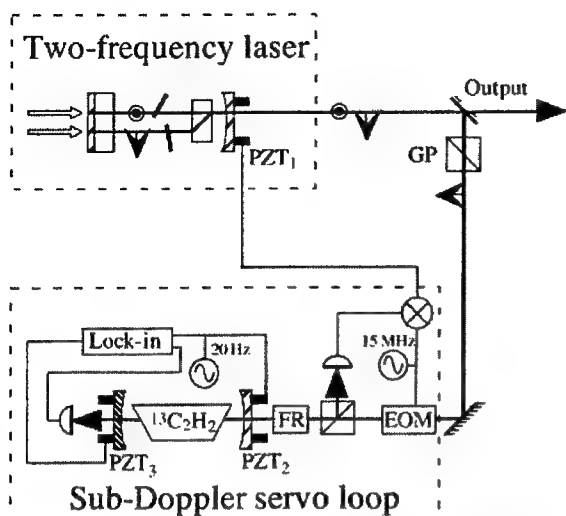 Two-frequency laser
Output
PZT₁
GP
Lock-in
20 Hz
15 MHz
¹³C₂H₂
FR
EOM
PZT₃
PZT₂
Sub-Doppler servo loop